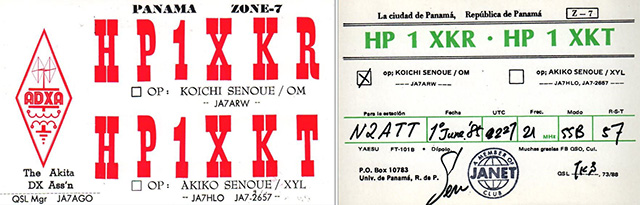 PANAMA ZONE-7
HP1XKR
OP: KOICHI SENOUE / OM
-- JA7ARW --
HP1XKT
OP: AKIKO SENOUE / XYL
-- JA7HLO JA7-2657 --
ADXA
The Akita
DX Ass'n
QSL Mgr JA7AGO
La ciudad de Panamá, República de Panamá Z-7
HP 1 XKR · HP 1 XKT
op; KOICHI SENOUE / OM
---- JA7ARW ----
op; AKIKO SENOUE / XYL
-- JA7HLO, JA7-2657 --
Para la estación Fecha UTC Frec. Modo R-S-T
N2ATT 1° June '85 0227 21 MHz SSB 57
YAESU FT-101B • Dipolo Muchas gracias FB QSO, Cul.
P.O. Box 10783
Univ. de Panamá, R. de P.
A MEMBER OF
JANET
CLUB
QSL 73/88